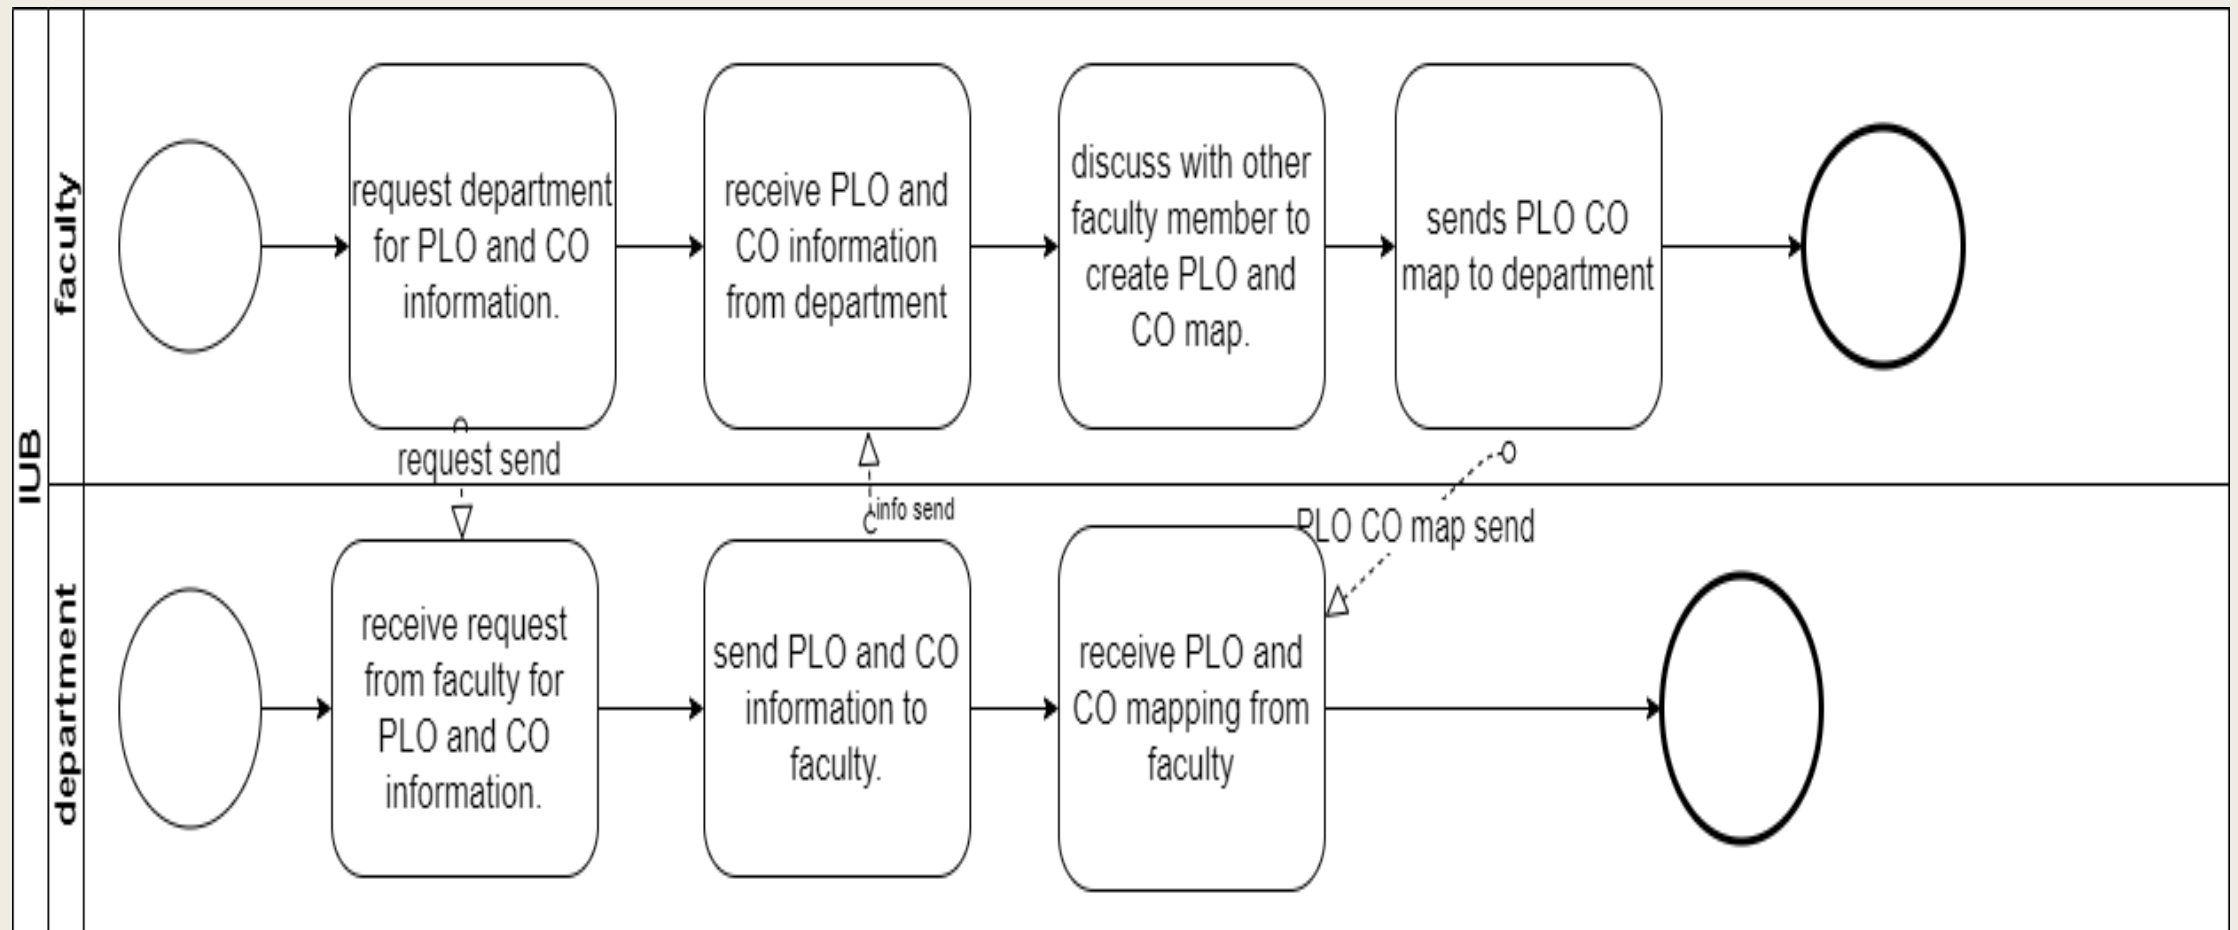 IUB
faculty
request department
for PLO and CO
information.
receive PLO and
CO information
from department
discuss with other
faculty member to
create PLO and
CO map.
sends PLO CO
map to department
request send
info send
PLO CO map send
department
receive request
from faculty for
PLO and CO
information.
send PLO and CO
information to
faculty.
receive PLO and
CO mapping from
faculty